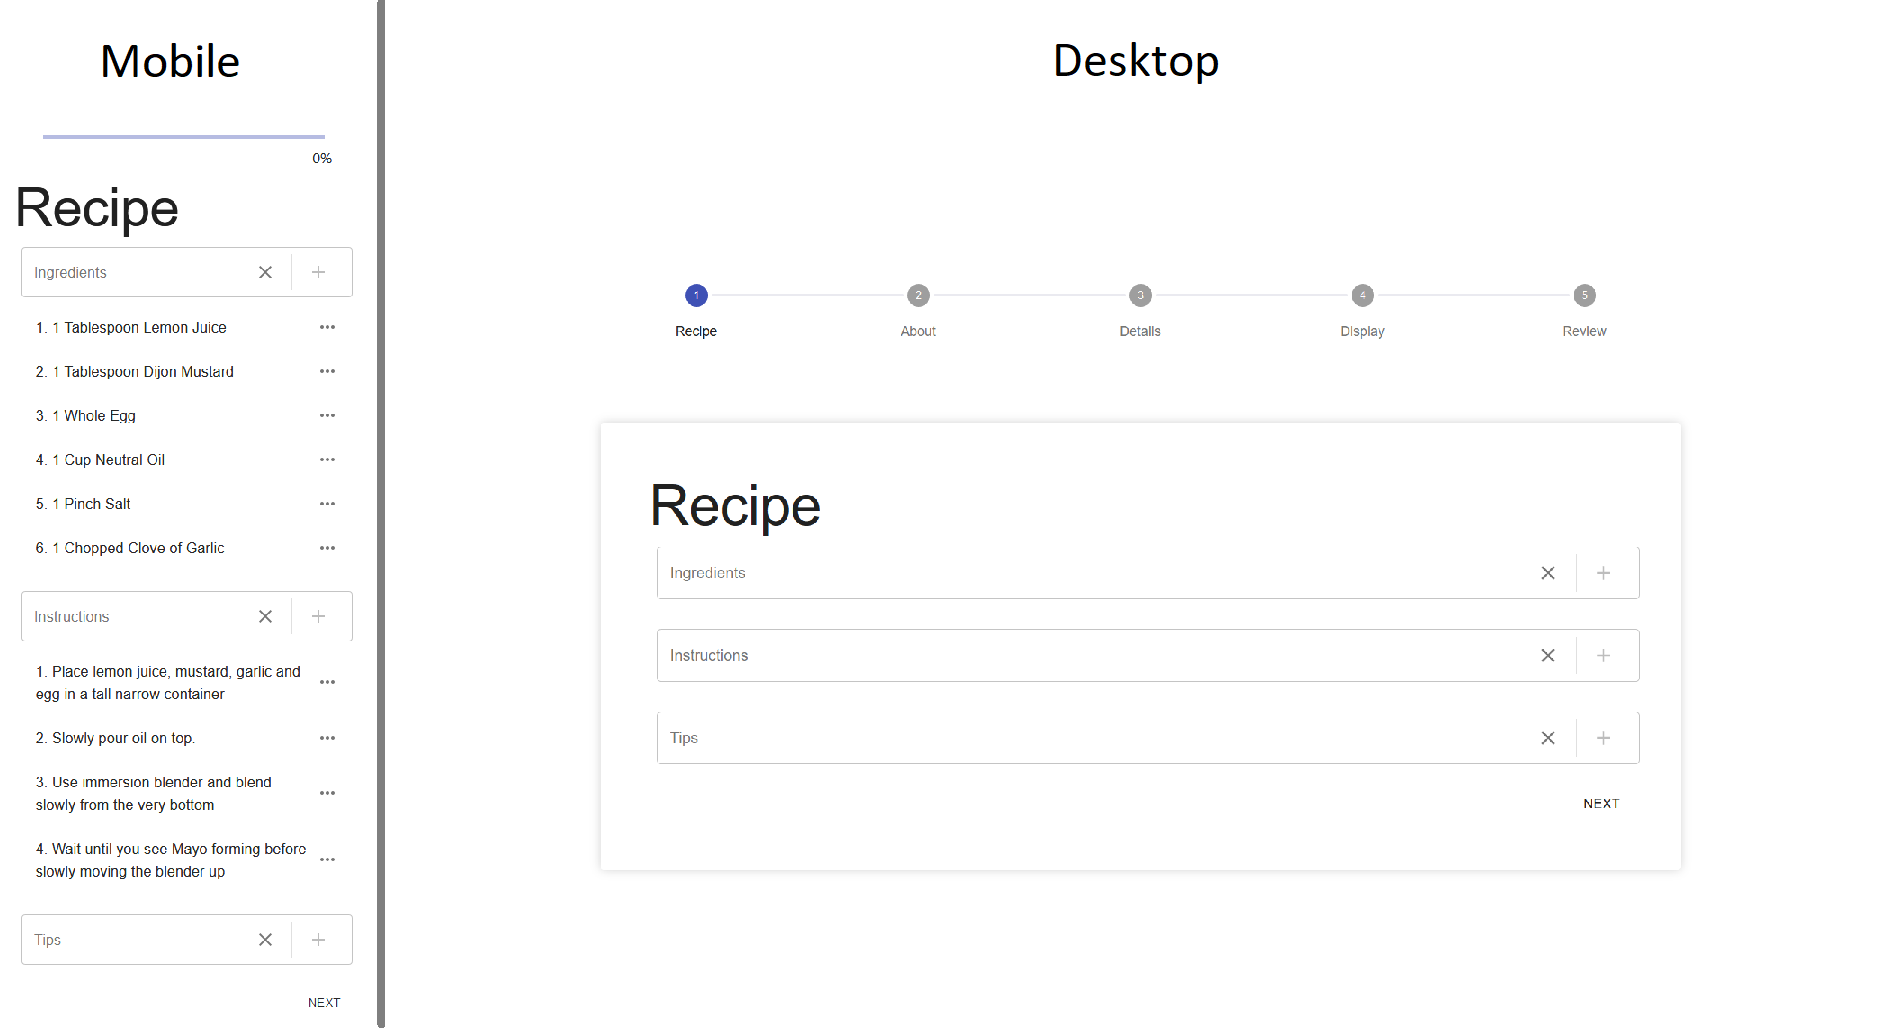 Mobile
0%
Recipe
Ingredients
1. 1 Tablespoon Lemon Juice
2. 1 Tablespoon Dijon Mustard
3. 1 Whole Egg
4. 1 Cup Neutral Oil
5. 1 Pinch Salt
6. 1 Chopped Clove of Garlic
Instructions
1. Place lemon juice, mustard, garlic and
egg in a tall narrow container
2. Slowly pour oil on top.
3. Use immersion blender and blend
slowly from the very bottom
4. Wait until you see Mayo forming before
slowly moving the blender up
Tips
NEXT
Desktop
1 2 3 4 5
Recipe About Details Display Review
Recipe
Ingredients
Instructions
Tips
NEXT